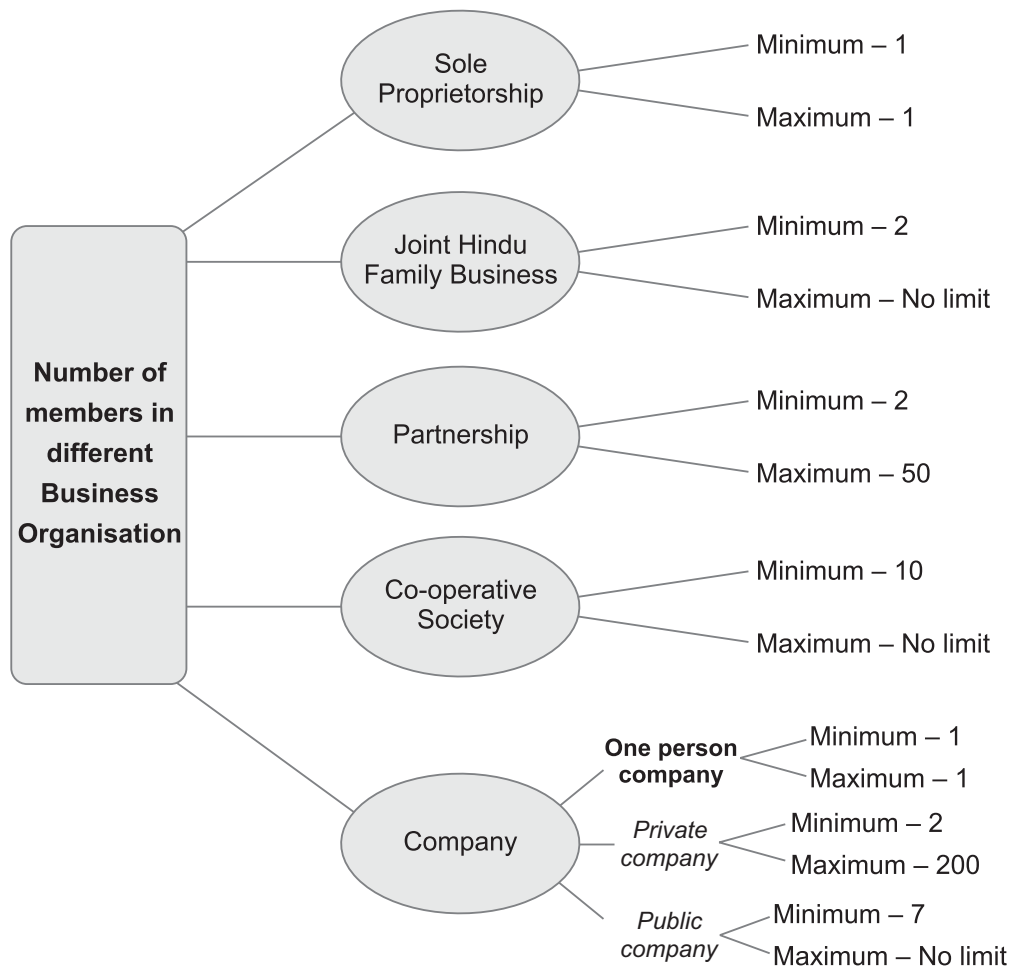 Number of
members in
different
Business
Organisation
Sole
Proprietorship
Minimum – 1
Maximum – 1
Joint Hindu
Family Business
Minimum – 2
Maximum – No limit
Partnership
Minimum – 2
Maximum – 50
Co-operative
Society
Minimum – 10
Maximum – No limit
Company
One person
company
Minimum – 1
Maximum – 1
Private
company
Minimum – 2
Maximum – 200
Public
company
Minimum – 7
Maximum – No limit